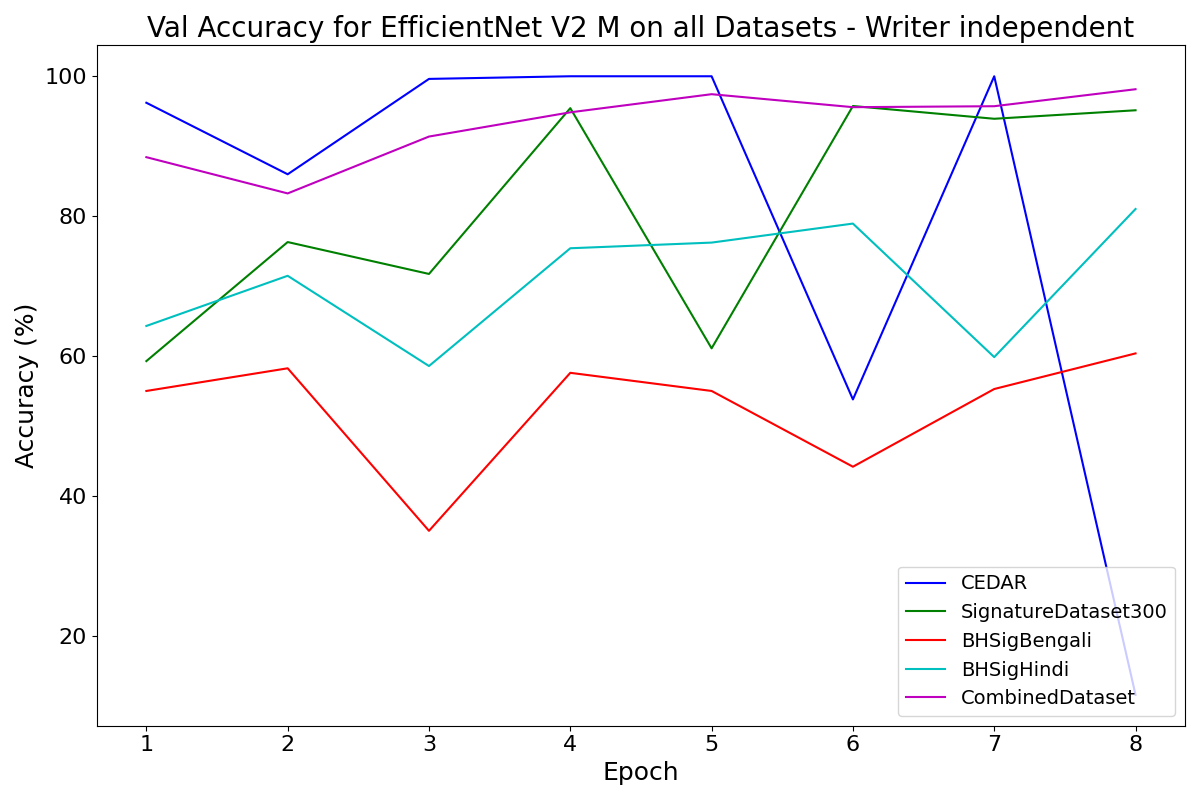 Val Accuracy for EfficientNet V2 M on all Datasets - Writer independent
Accuracy (%)
100
80
60
40
20
1 2 3 4 5 6 7 8
Epoch
CEDAR
SignatureDataset300
BHSigBengali
BHSigHindi
CombinedDataset